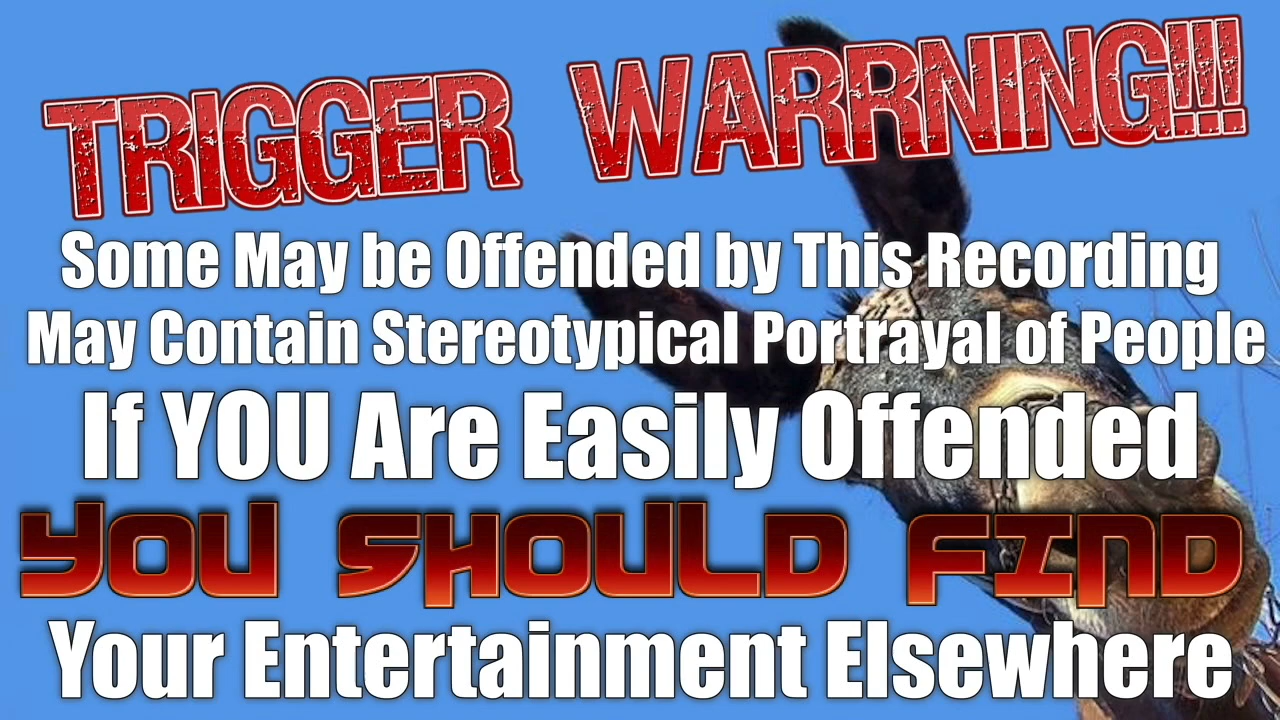 TRIGGER WARRNING!!!
Some May be Offended by This Recording
May Contain Stereotypical Portrayal of People
If YOU Are Easily Offended
YOU SHOULD FIND
Your Entertainment Elsewhere